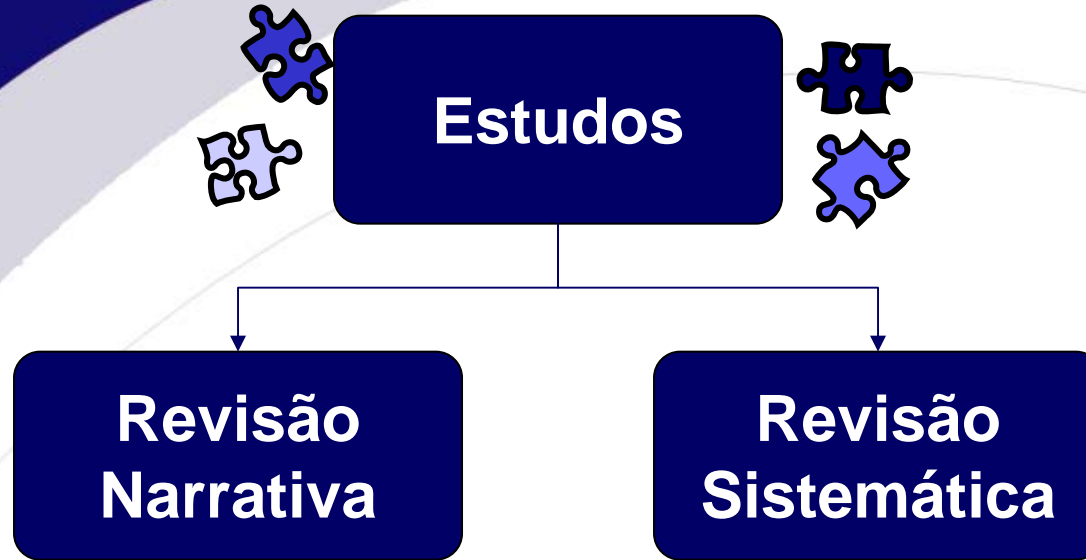 Estudos
Revisão
Narrativa
Revisão
Sistemática